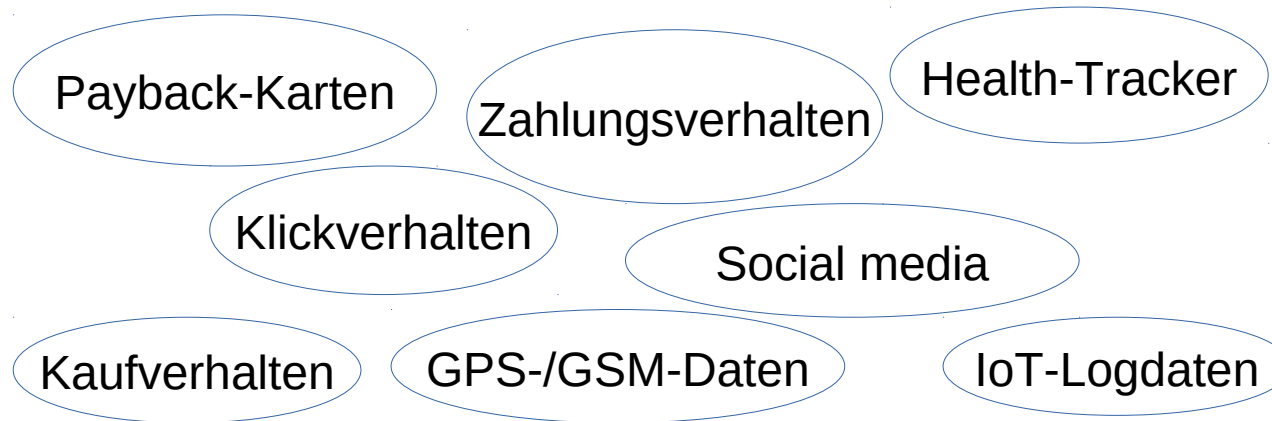 Payback-Karten
Zahlungsverhalten
Health-Tracker
Klickverhalten
Social media
Kaufverhalten
GPS-/GSM-Daten
IoT-Logdaten